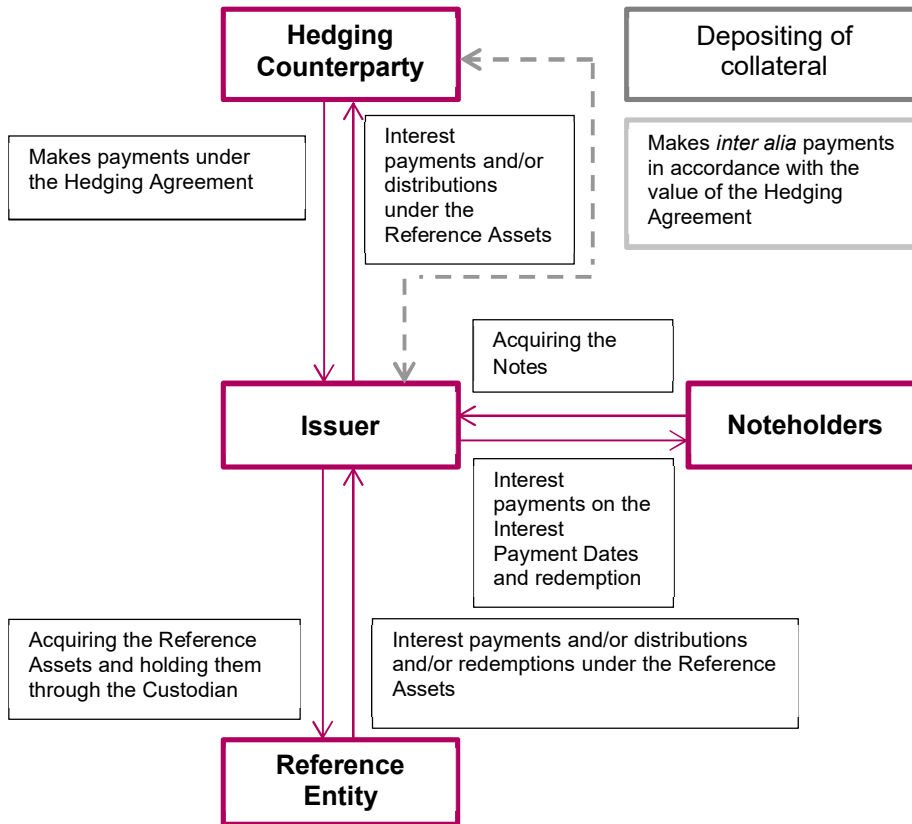 Hedging
Counterparty
Depositing of
collateral
Makes payments under
the Hedging Agreement
Interest
payments and/or
distributions
under the
Reference Assets
Makes inter alia payments
in accordance with the
value of the Hedging
Agreement
Acquiring the
Notes
Issuer
Noteholders
Interest
payments on the
Interest
Payment Dates
and redemption
Acquiring the Reference
Assets and holding them
through the Custodian
Interest payments and/or distributions
and/or redemptions under the Reference
Assets
Reference
Entity